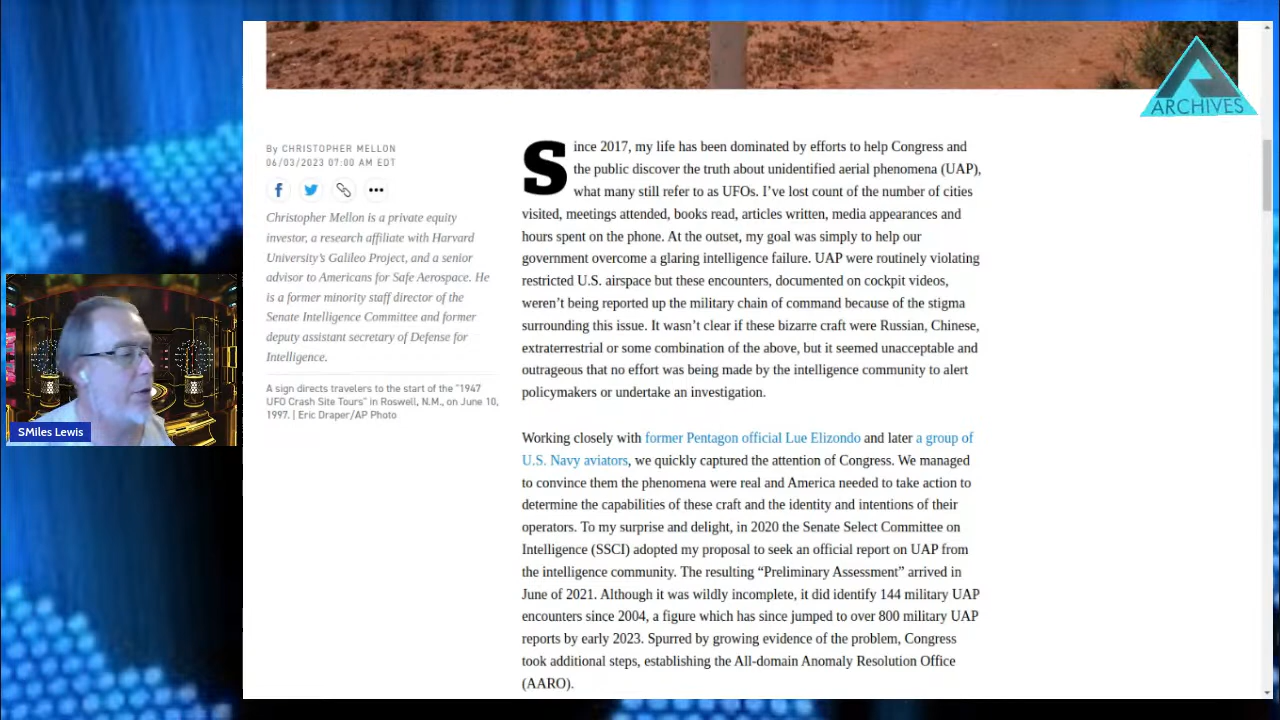 ARCHIVES
By CHRISTOPHER MELLON
06/03/2023 07:00 AM EDT
Christopher Mellon is a private equity
investor, a research affiliate with Harvard
University’s Galileo Project, and a senior
advisor to Americans for Safe Aerospace. He
is a former minority staff director of the
Senate Intelligence Committee and former
deputy assistant secretary of Defense for
Intelligence.
A sign directs travelers to the start of the "1947
UFO Crash Site Tours" in Roswell, N.M., on June 10,
1997. | Eric Draper/AP Photo
Since 2017, my life has been dominated by efforts to help Congress and
the public discover the truth about unidentified aerial phenomena (UAP),
what many still refer to as UFOs. I’ve lost count of the number of cities
visited, meetings attended, books read, articles written, media appearances and
hours spent on the phone. At the outset, my goal was simply to help our
government overcome a glaring intelligence failure. UAP were routinely violating
restricted U.S. airspace but these encounters, documented on cockpit videos,
weren’t being reported up the military chain of command because of the stigma
surrounding this issue. It wasn’t clear if these bizarre craft were Russian, Chinese,
extraterrestrial or some combination of the above, but it seemed unacceptable and
outrageous that no effort was being made by the intelligence community to alert
policymakers or undertake an investigation.
Working closely with former Pentagon official Lue Elizondo and later a group of
U.S. Navy aviators, we quickly captured the attention of Congress. We managed
to convince them the phenomena were real and America needed to take action to
determine the capabilities of these craft and the identity and intentions of their
operators. To my surprise and delight, in 2020 the Senate Select Committee on
Intelligence (SSCI) adopted my proposal to seek an official report on UAP from
the intelligence community. The resulting “Preliminary Assessment” arrived in
June of 2021. Although it was wildly incomplete, it did identify 144 military UAP
encounters since 2004, a figure which has since jumped to over 800 military UAP
reports by early 2023. Spurred by growing evidence of the problem, Congress
took additional steps, establishing the All-domain Anomaly Resolution Office
(AARO).
SMiles Lewis